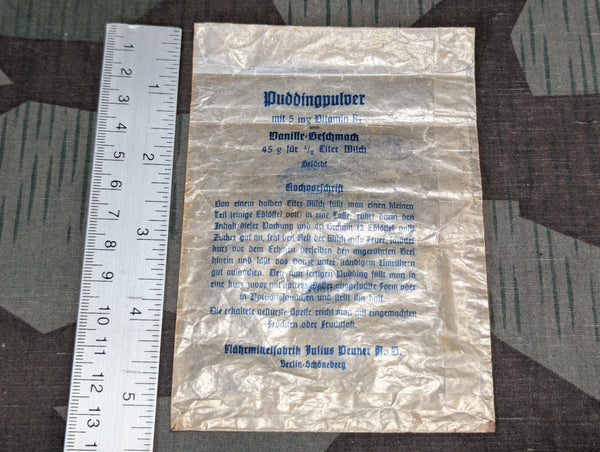 Puddingpulver
mit 5 mg Vitamin B₁
und
Vanille-Geschmack
45 g für ½ Liter Milch
Gefärbt
Kochvorschrift
Von einem halben Liter Milch füllt man einen kleinen
Teil (einige Eßlöffel voll) in eine Tasse, rührt darin den
Inhalt dieser Packung und 40 Gramm (2 Eßlöffel voll)
Zucker gut an, setzt den Rest der Milch aufs Feuer, schüttet
kurz vor dem Erhitzen derselben den angerührten Brei
hinein und läßt das Ganze unter ständigem Umrühren
gut aufkochen. Den nun fertigen Pudding füllt man in
eine kurz zuvor mit kaltem Wasser ausgespülte Form oder
in Portionsschälchen und stellt ihn kalt.
Die erkaltete gestürzte Speise reicht man mit eingemachten
Früchten oder Fruchtsaft.
Nährmittelfabrik Julius Penner A. G.
Berlin-Schöneberg
1
2
3
4
5
1
2
3
4
5
6
7
8
9
10
11
12
13